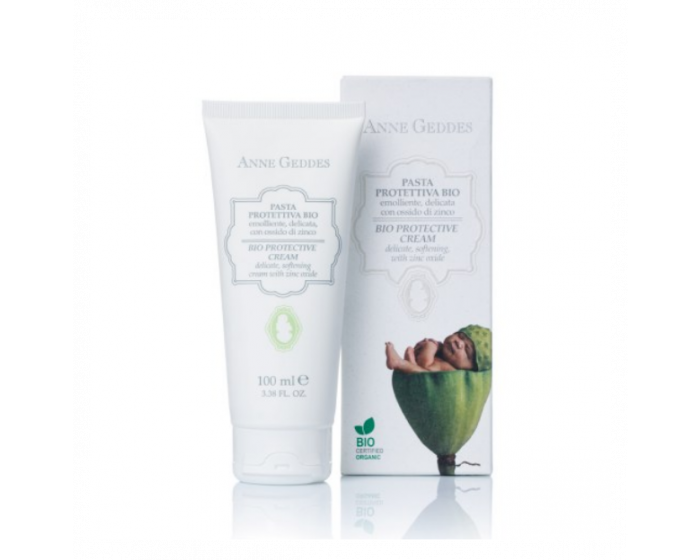 ANNE GEDDES
PASTA
PROTETTIVA BIO
emolliente, delicata,
con ossido di zinco
BIO PROTECTIVE
CREAM
delicate, softening
cream with zinc oxide
100 ml e
3,38 FL. OZ.
ANNE GEDDES
PASTA
PROTETTIVA BIO
emolliente, delicata
con ossido di zinco
BIO PROTECTIVE
CREAM
delicate, softening,
with zinc oxide
BIO
CERTIFIED
ORGANIC